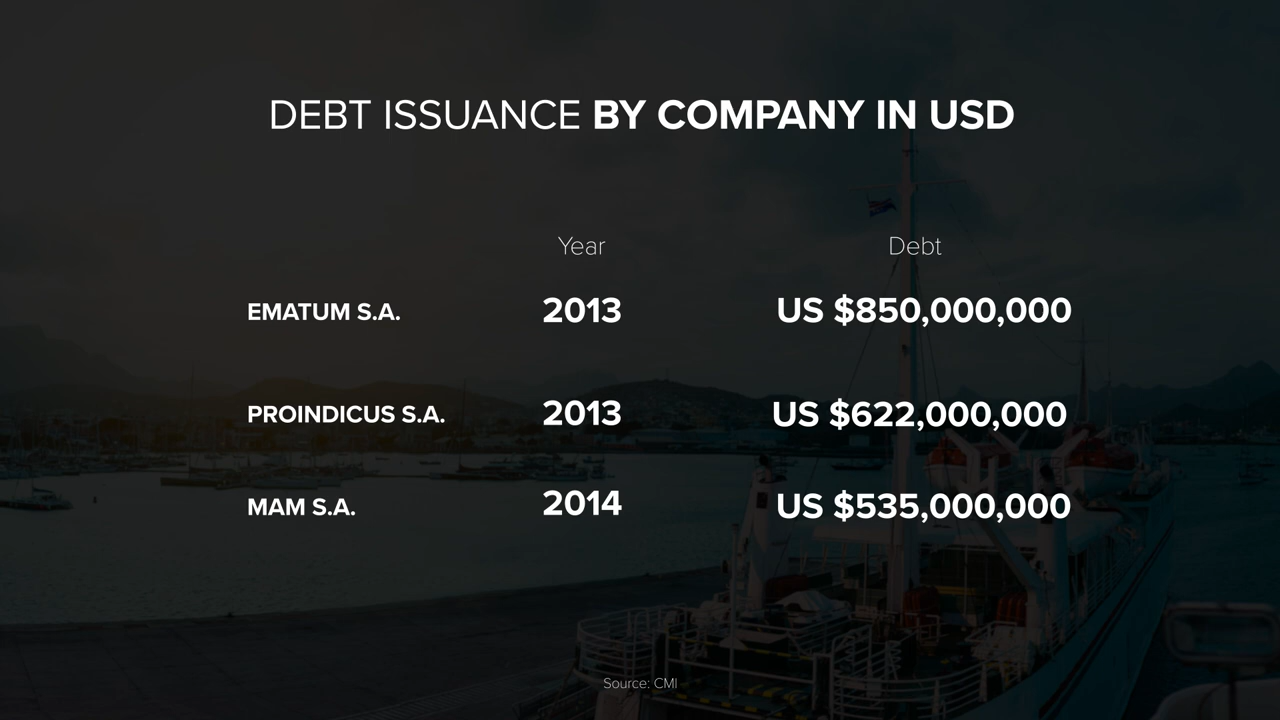 DEBT ISSUANCE BY COMPANY IN USD
Year Debt
EMATUM S.A. 2013 US $850,000,000
PROINDICUS S.A. 2013 US $622,000,000
MAM S.A. 2014 US $535,000,000
Source: CMI